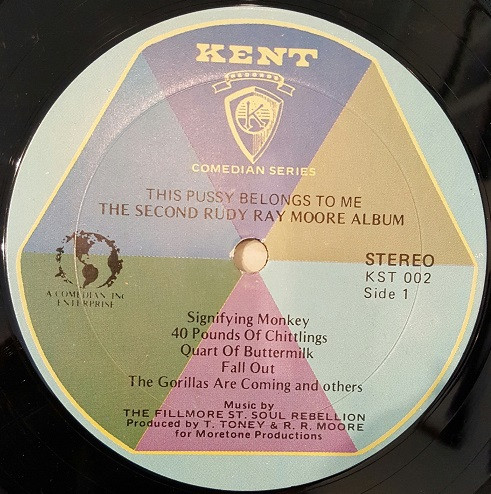 KENT
RECORDS
K
COMEDIAN SERIES
THIS PUSSY BELONGS TO ME
THE SECOND RUDY RAY MOORE ALBUM
STEREO
KST 002
Side 1
A COMEDIAN INC
ENTERPRISE
Signifying Monkey
40 Pounds Of Chittlings
Quart Of Buttermilk
Fall Out
The Gorillas Are Coming and others
Music by
THE FILLMORE ST. SOUL REBELLION
Produced by T. TONEY & R. R. MOORE
for Moretone Productions